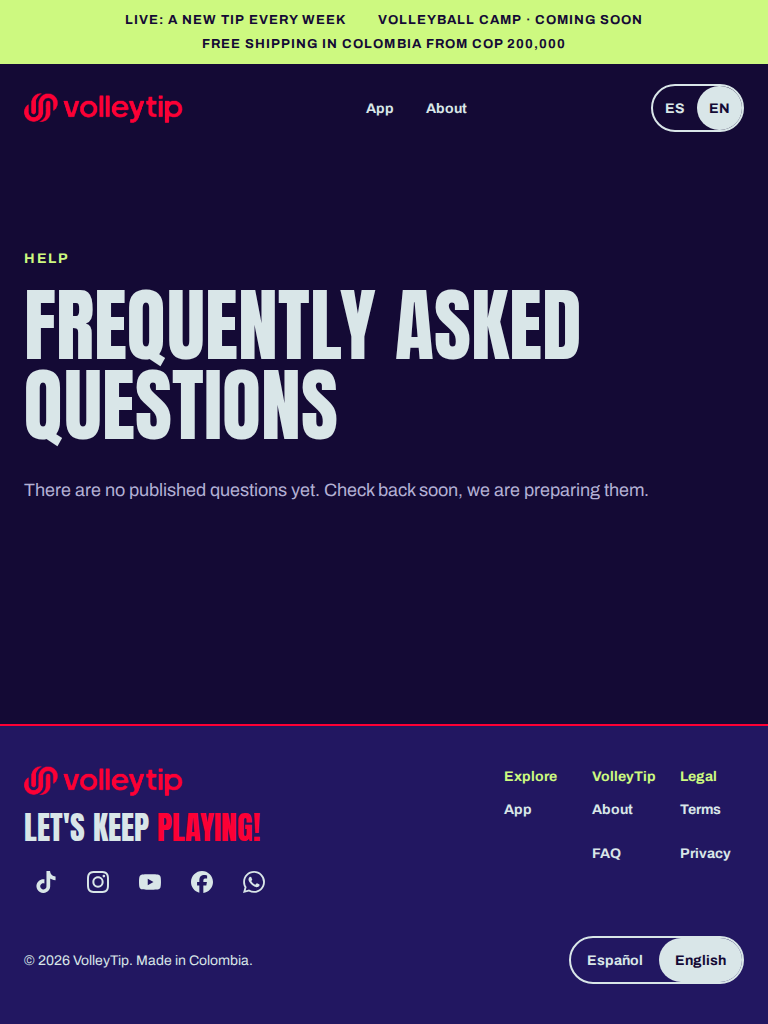 LIVE: A NEW TIP EVERY WEEK VOLLEYBALL CAMP · COMING SOON
FREE SHIPPING IN COLOMBIA FROM COP 200,000
volleytip App About ES EN
HELP
FREQUENTLY ASKED
QUESTIONS
There are no published questions yet. Check back soon, we are preparing them.
volleytip
LET'S KEEP PLAYING!
Explore VolleyTip Legal
App About Terms
FAQ Privacy
© 2026 VolleyTip. Made in Colombia.
Español English